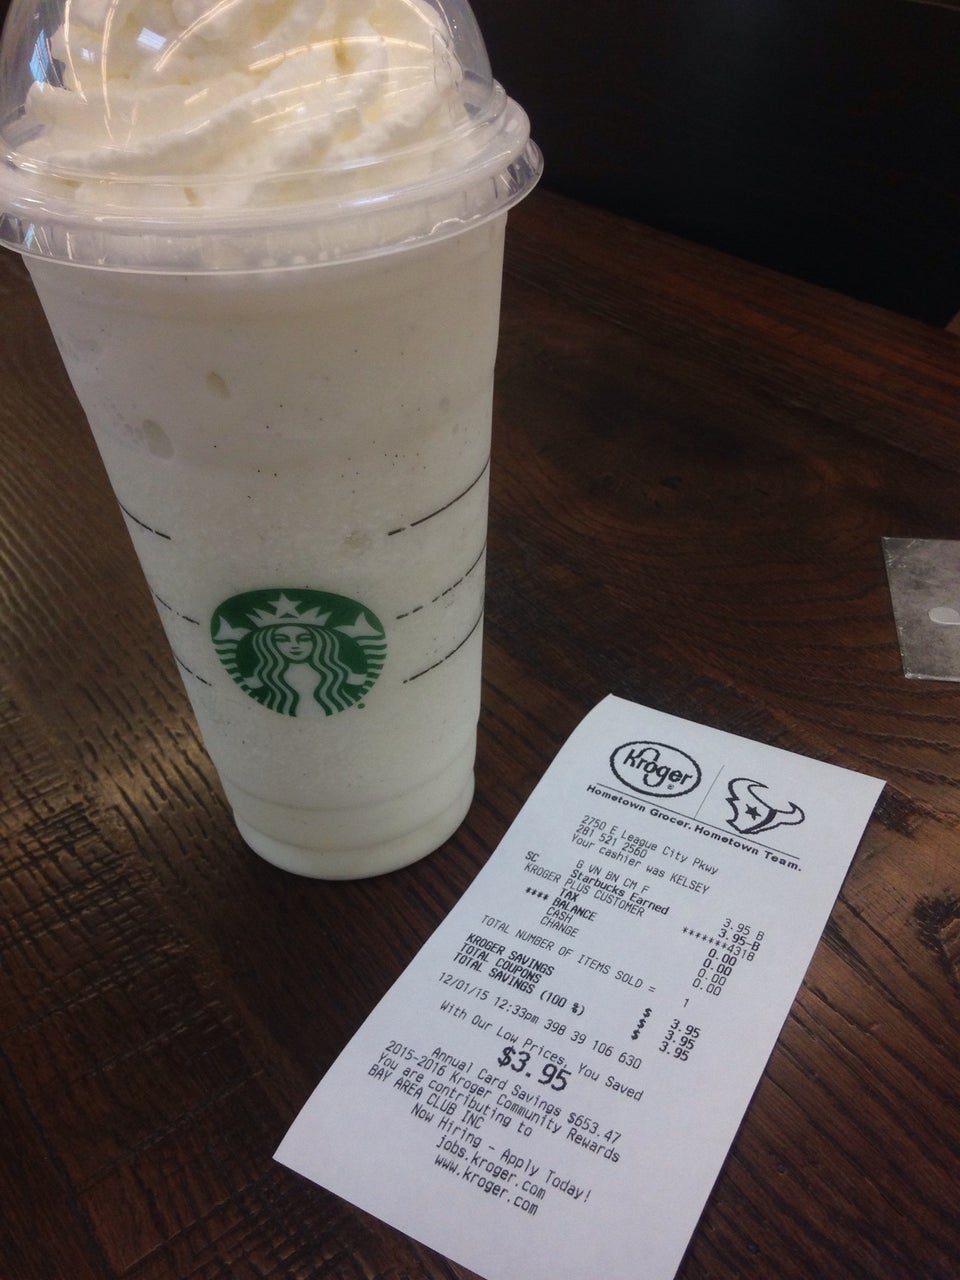 Kroger
Hometown Grocer. Hometown Team.
2750 E League City Pkwy
281 521 2560
Your cashier was KELSEY
G VN BN CM F 3.95 B
SC Starbucks Earned 3.95-B
KROGER PLUS CUSTOMER *******4318
TAX 0.00
**** BALANCE 0.00
CASH 0.00
CHANGE 0.00
TOTAL NUMBER OF ITEMS SOLD = 1
KROGER SAVINGS $ 3.95
TOTAL COUPONS $ 3.95
TOTAL SAVINGS (100 %) $ 3.95
12/01/15 12:33pm 398 39 106 630
With Our Low Prices, You Saved
$3.95
Annual Card Savings $653.47
2015-2016 Kroger Community Rewards
You are contributing to
BAY AREA CLUB INC
Now Hiring - Apply Today!
jobs.kroger.com
www.kroger.com